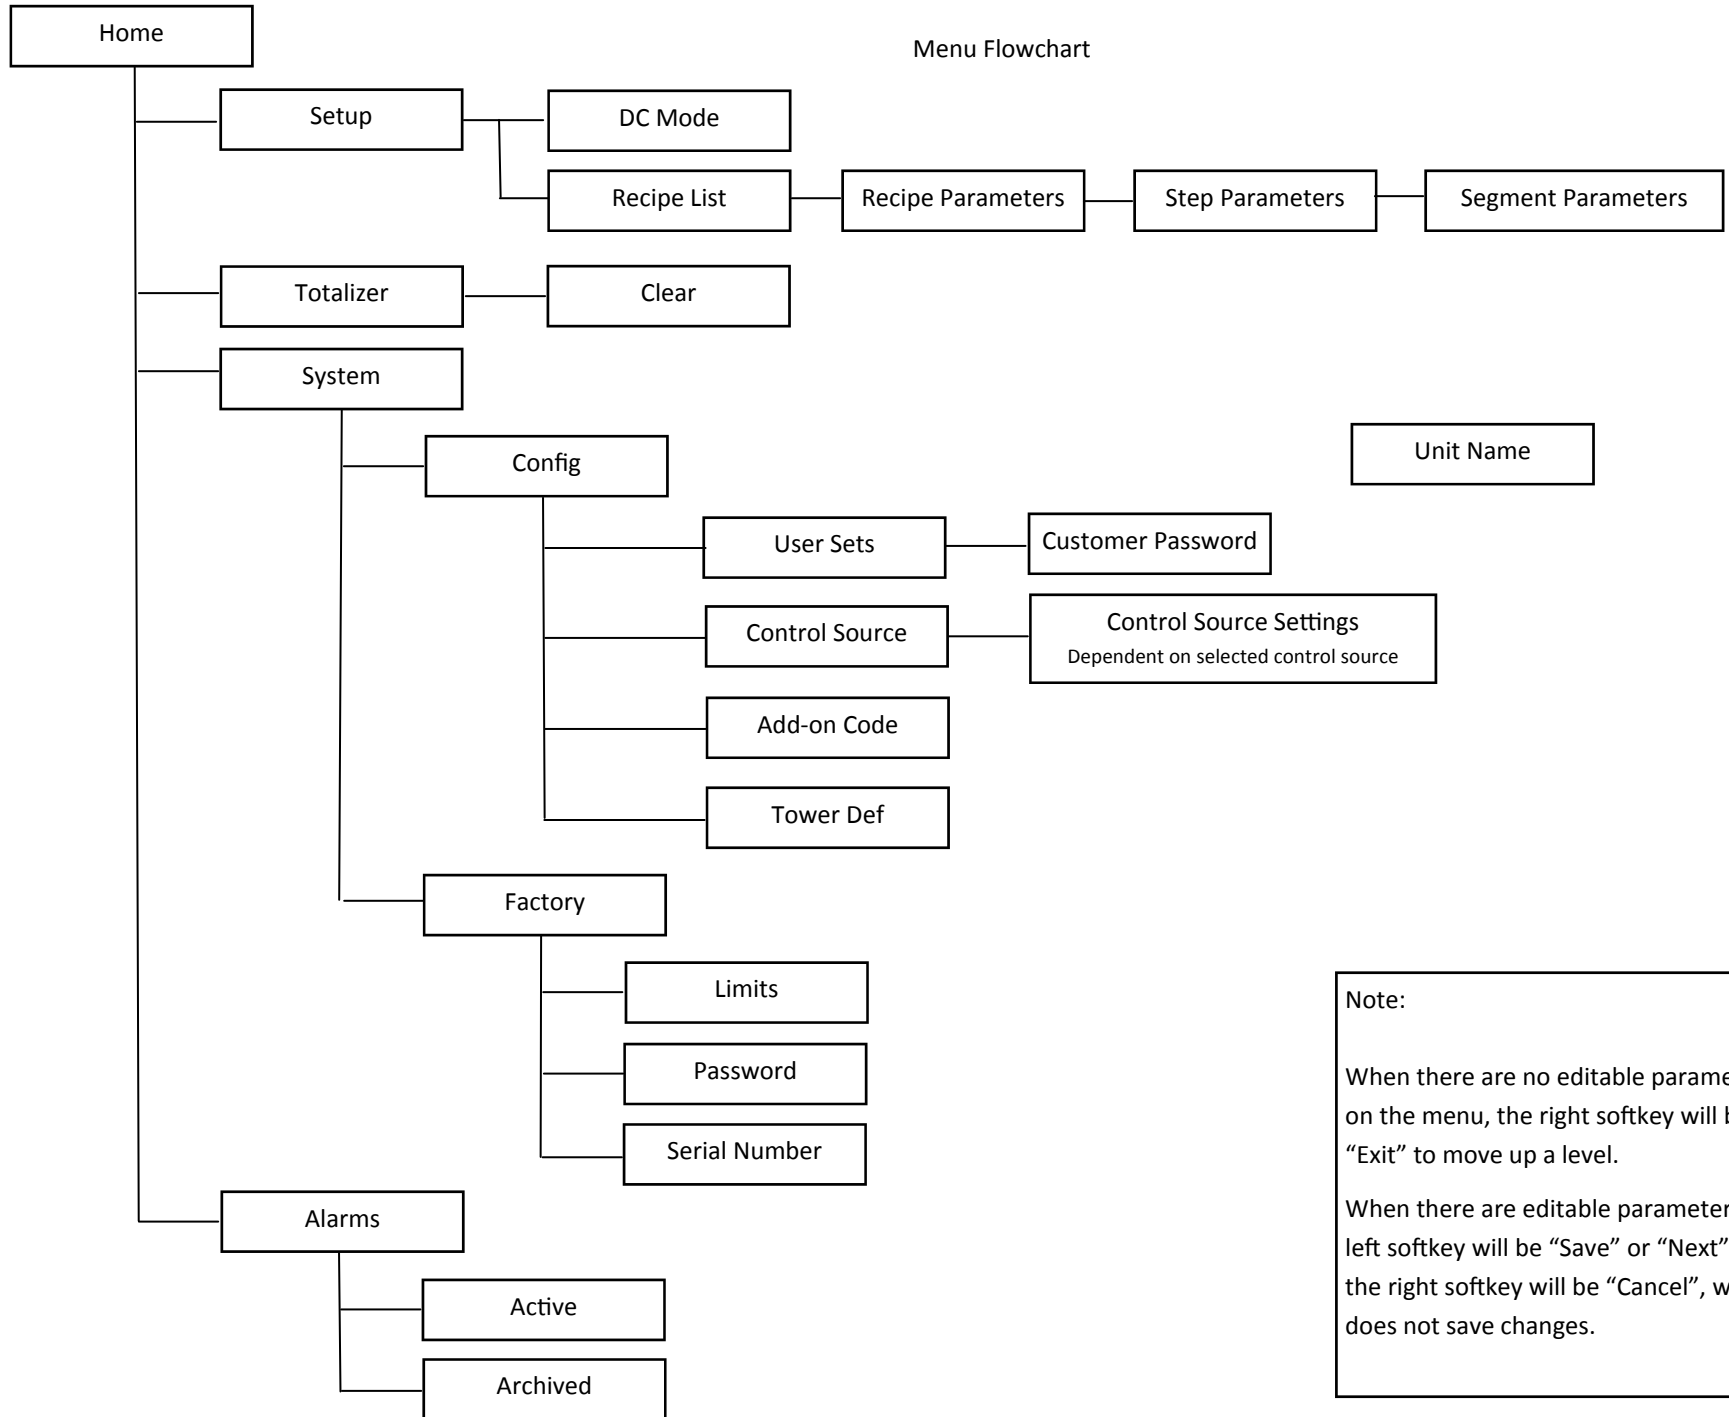 Home
Menu Flowchart
Setup
DC Mode
Recipe List
Recipe Parameters
Step Parameters
Segment Parameters
Totalizer
Clear
System
Config
Unit Name
User Sets
Customer Password
Control Source
Control Source Settings
Dependent on selected control source
Add-on Code
Tower Def
Factory
Limits
Password
Serial Number
Alarms
Active
Archived
Note:
When there are no editable
on the menu, the right softkey will
“Exit” to move up a level.
When there are editable
left softkey will be “Save” or “Next”
the right softkey will be “Cancel”,
does not save changes.